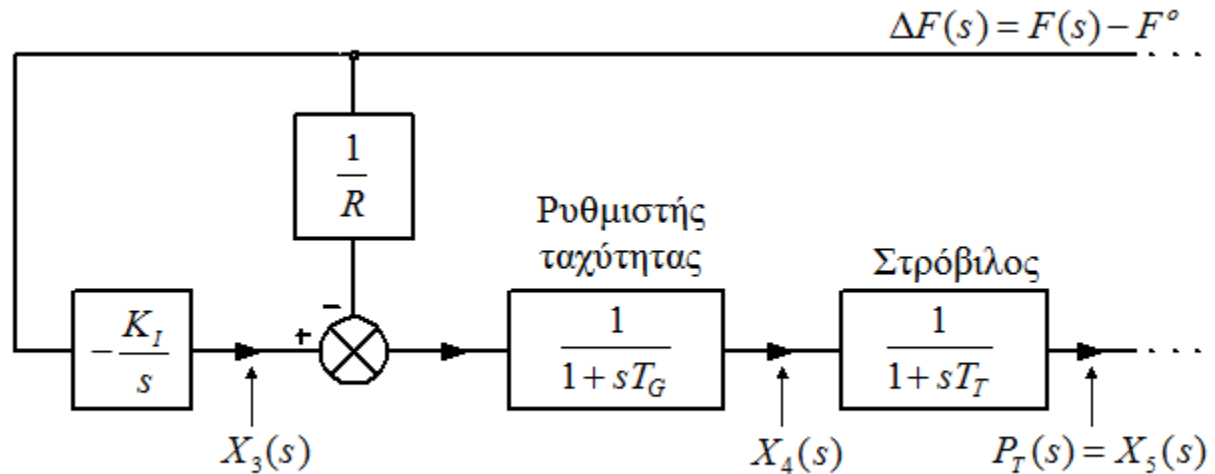 ΔF(s) = F(s) − F°
1
R
Ρυθμιστής
ταχύτητας
Στρόβιλος
−
+
− K_I
s
1
1 + sT_G
1
1 + sT_T
X_3(s)
X_4(s)
P_T(s) = X_5(s)